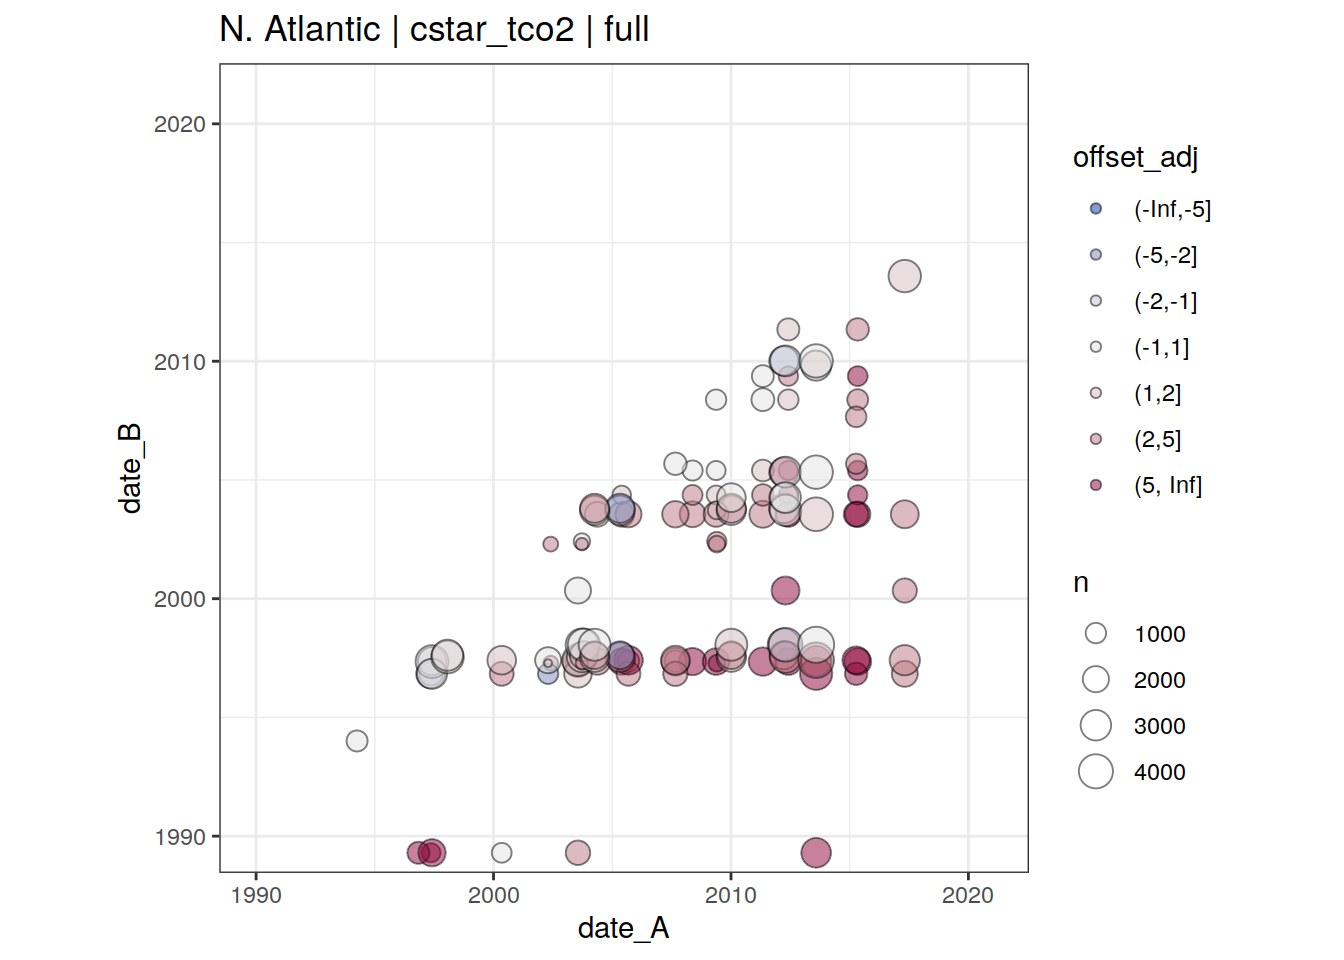 N. Atlantic | cstar_tco2 | full
2020
2010
2000
1990
date_B
1990
2000
2010
2020
date_A
offset_adj
(-Inf,-5]
(-5,-2]
(-2,-1]
(-1,1]
(1,2]
(2,5]
(5, Inf]
n
1000
2000
3000
4000